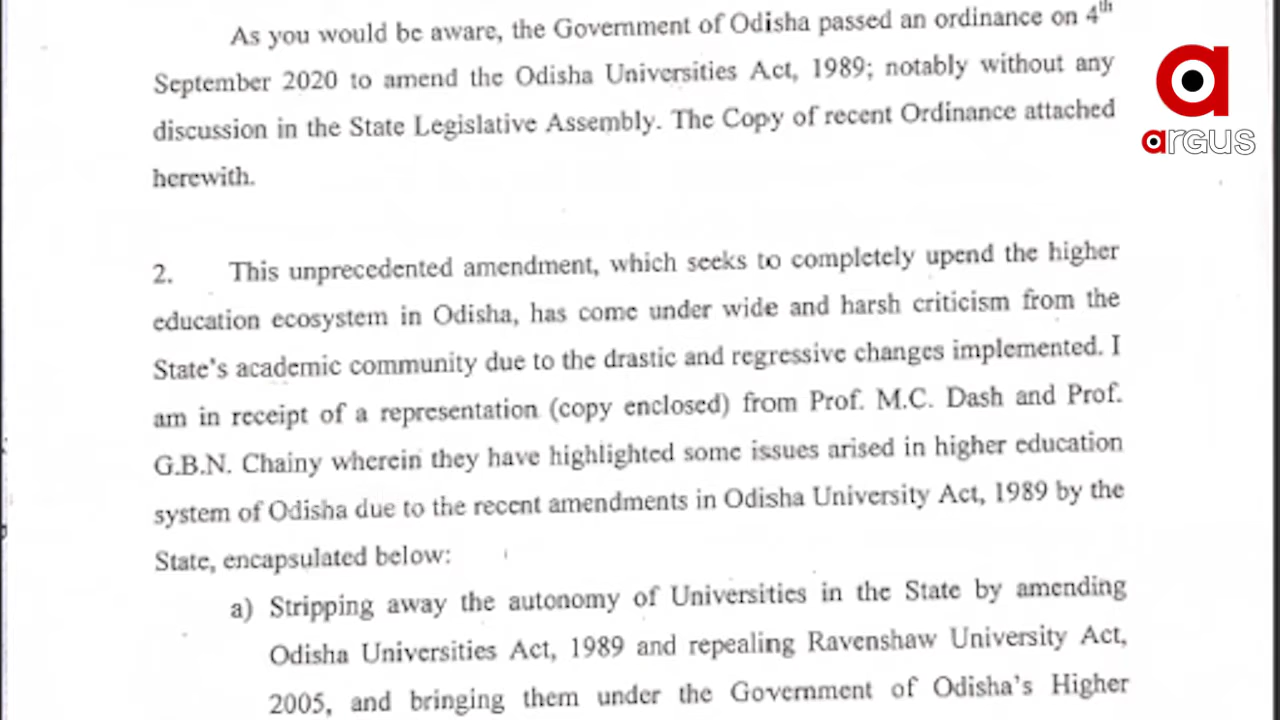 As you would be aware, the Government of Odisha passed an ordinance on 4th
September 2020 to amend the Odisha Universities Act, 1989; notably without any
discussion in the State Legislative Assembly. The Copy of recent Ordinance attached
herewith.
2. This unprecedented amendment, which seeks to completely upend the higher
education ecosystem in Odisha, has come under wide and harsh criticism from the
State's academic community due to the drastic and regressive changes implemented. I
am in receipt of a representation (copy enclosed) from Prof. M.C. Dash and Prof.
G.B.N. Chainy wherein they have highlighted some issues arised in higher education
system of Odisha due to the recent amendments in Odisha University Act, 1989 by the
State, encapsulated below:
a) Stripping away the autonomy of Universities in the State by amending
Odisha Universities Act, 1989 and repealing Ravenshaw University Act,
2005, and bringing them under the Government of Odisha's Higher
a
argus